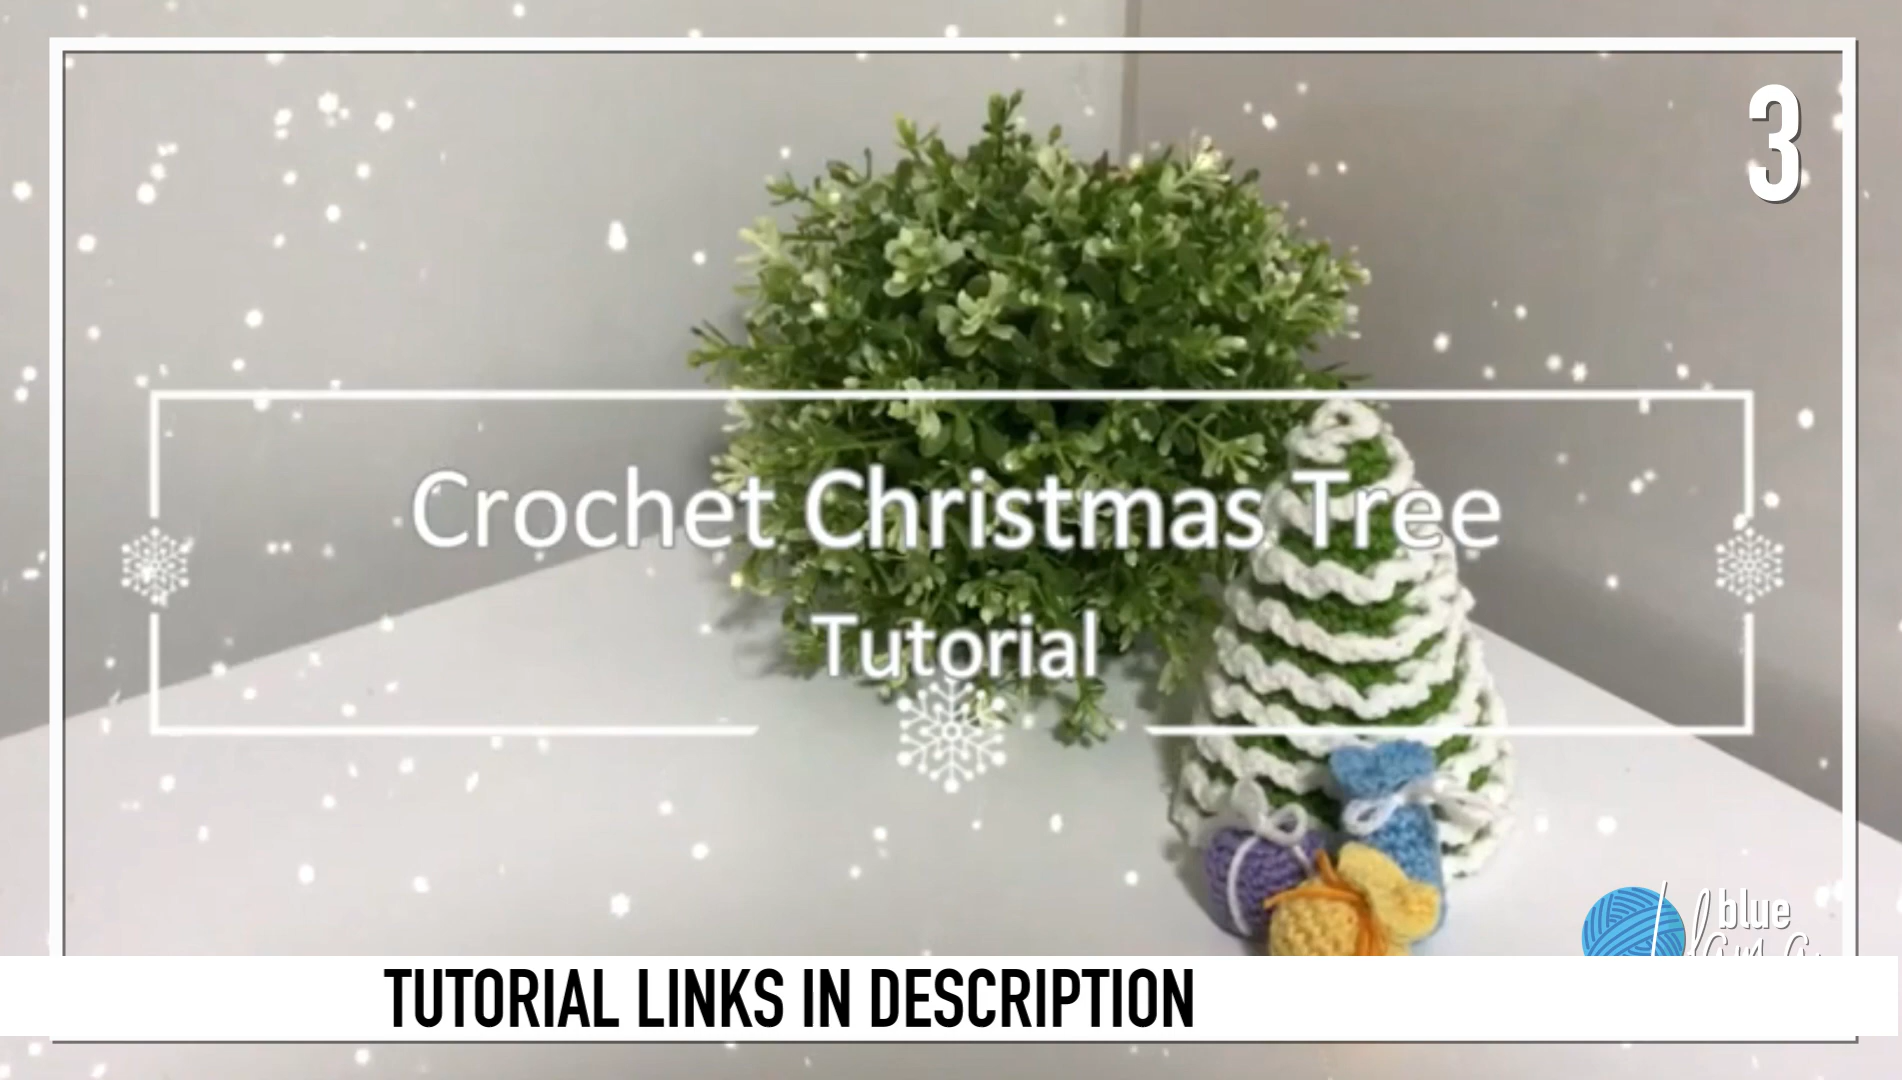 3
Crochet Christmas Tree
Tutorial
blue
TUTORIAL LINKS IN DESCRIPTION